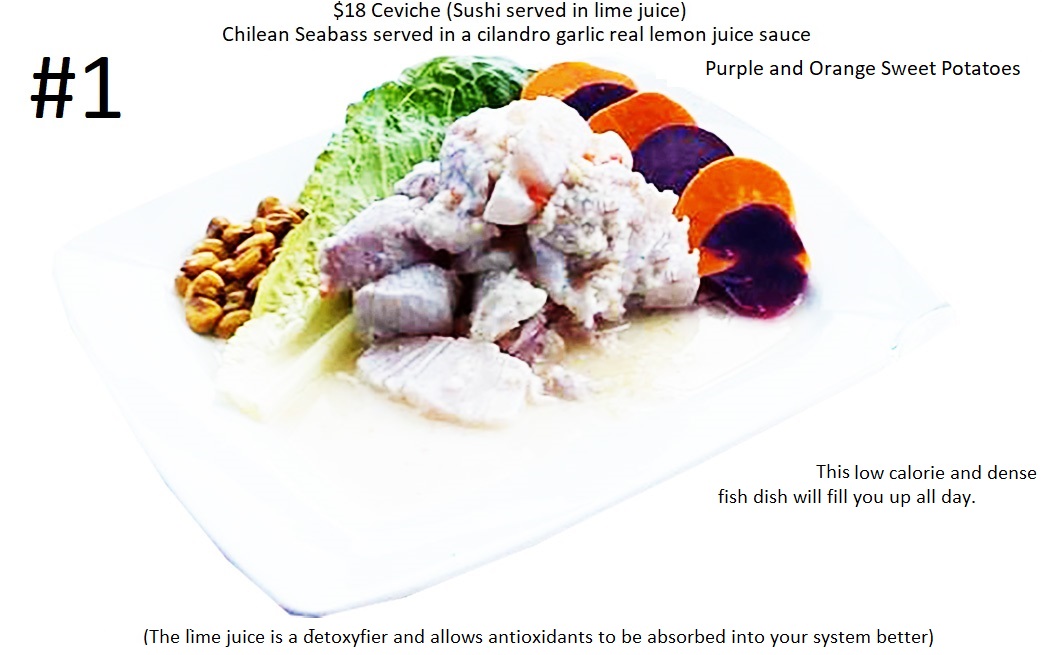 $18 Ceviche (Sushi served in lime juice)
Chilean Seabass served in a cilantro garlic real lemon juice sauce
#1
Purple and Orange Sweet Potatoes
This low calorie and dense
fish dish will fill you up all day.
(The lime juice is a detoxyfier and allows antioxidants to be absorbed into your system better)